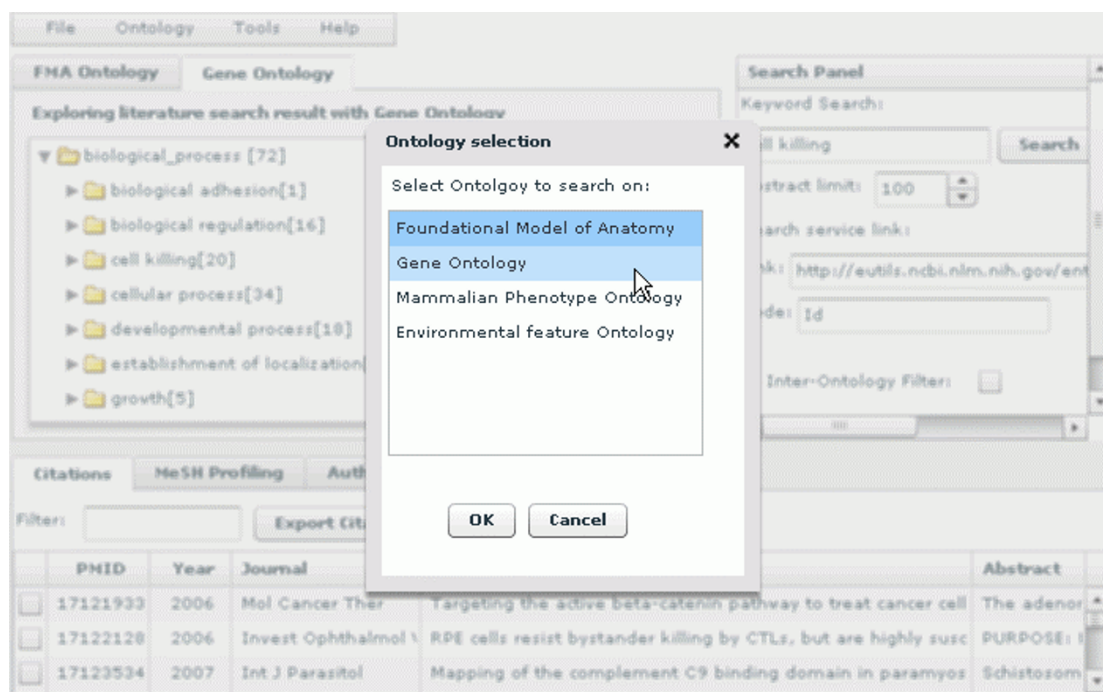 File Ontology Tools Help
FMA Ontology Gene Ontology
Exploring literature search result with Gene Ontology
biological_process [72]
biological adhesion[1]
biological regulation[16]
cell killing[20]
cellular process[34]
developmental process[18]
establishment of localization[
growth[5]
Search Panel
Keyword Search:
ll killing Search
stract limit: 100
arch service link:
nk: http://eutils.ncbi.nlm.nih.gov/ent
de: Id
Inter-Ontology Filter:
Ontology selection
Select Ontolgoy to search on:
Foundational Model of Anatomy
Gene Ontology
Mammalian Phenotype Ontology
Environmental feature Ontology
OK Cancel
Citations MeSH Profiling Auth
Filter: Export Cit
PMID Year Journal Abstract
17121933 2006 Mol Cancer Ther Targeting the active beta-catenin pathway to treat cancer cell The adenor
17122128 2006 Invest Ophthalmol V RPE cells resist bystander killing by CTLs, but are highly susc PURPOSE:
17123534 2007 Int J Parasitol Mapping of the complement C9 binding domain in paramyos Schistosom